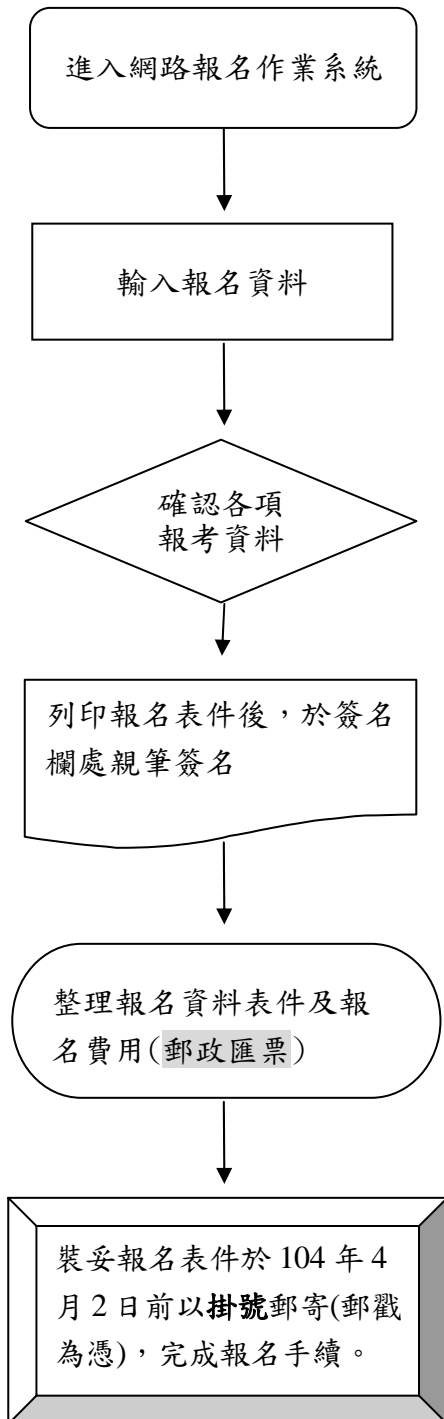 進入網路報名作業系統
輸入報名資料
確認各項
報考資料
列印報名表件後，於簽名
欄處親筆簽名
整理報名資料表件及報
名費用(郵政匯票)
裝妥報名表件於 104 年 4
月 2 日前以掛號郵寄(郵戳
為憑)，完成報名手續。